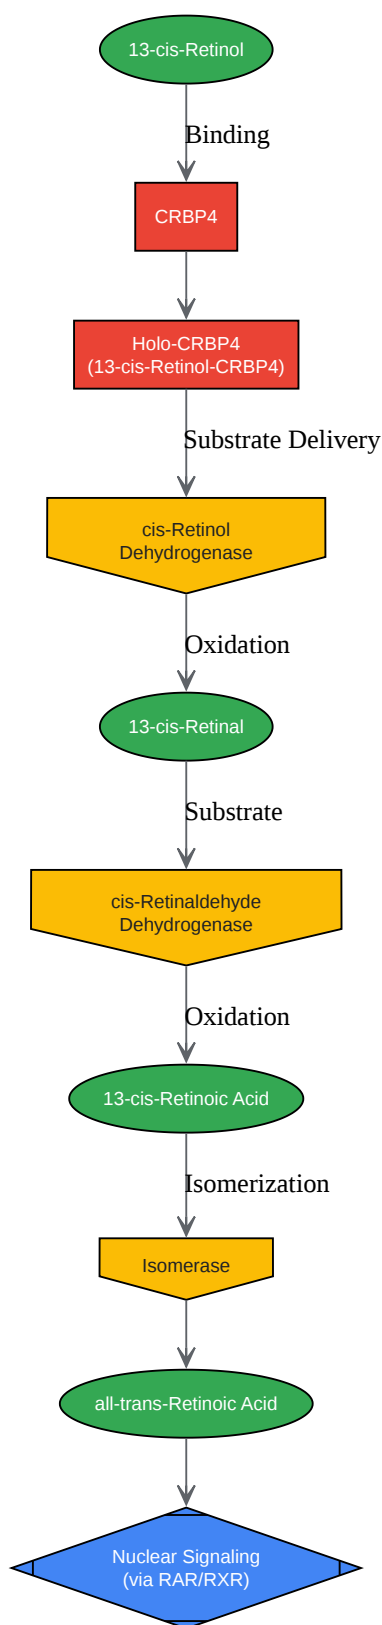 13-cis-Retinol
Binding
CRBP4
Holo-CRBP4
(13-cis-Retinol-CRBP4)
Substrate Delivery
cis-Retinol
Dehydrogenase
Oxidation
13-cis-Retinal
Substrate
cis-Retinaldehyde
Dehydrogenase
Oxidation
13-cis-Retinoic Acid
Isomerization
Isomerase
all-trans-Retinoic Acid
Nuclear Signaling
(via RAR/RXR)